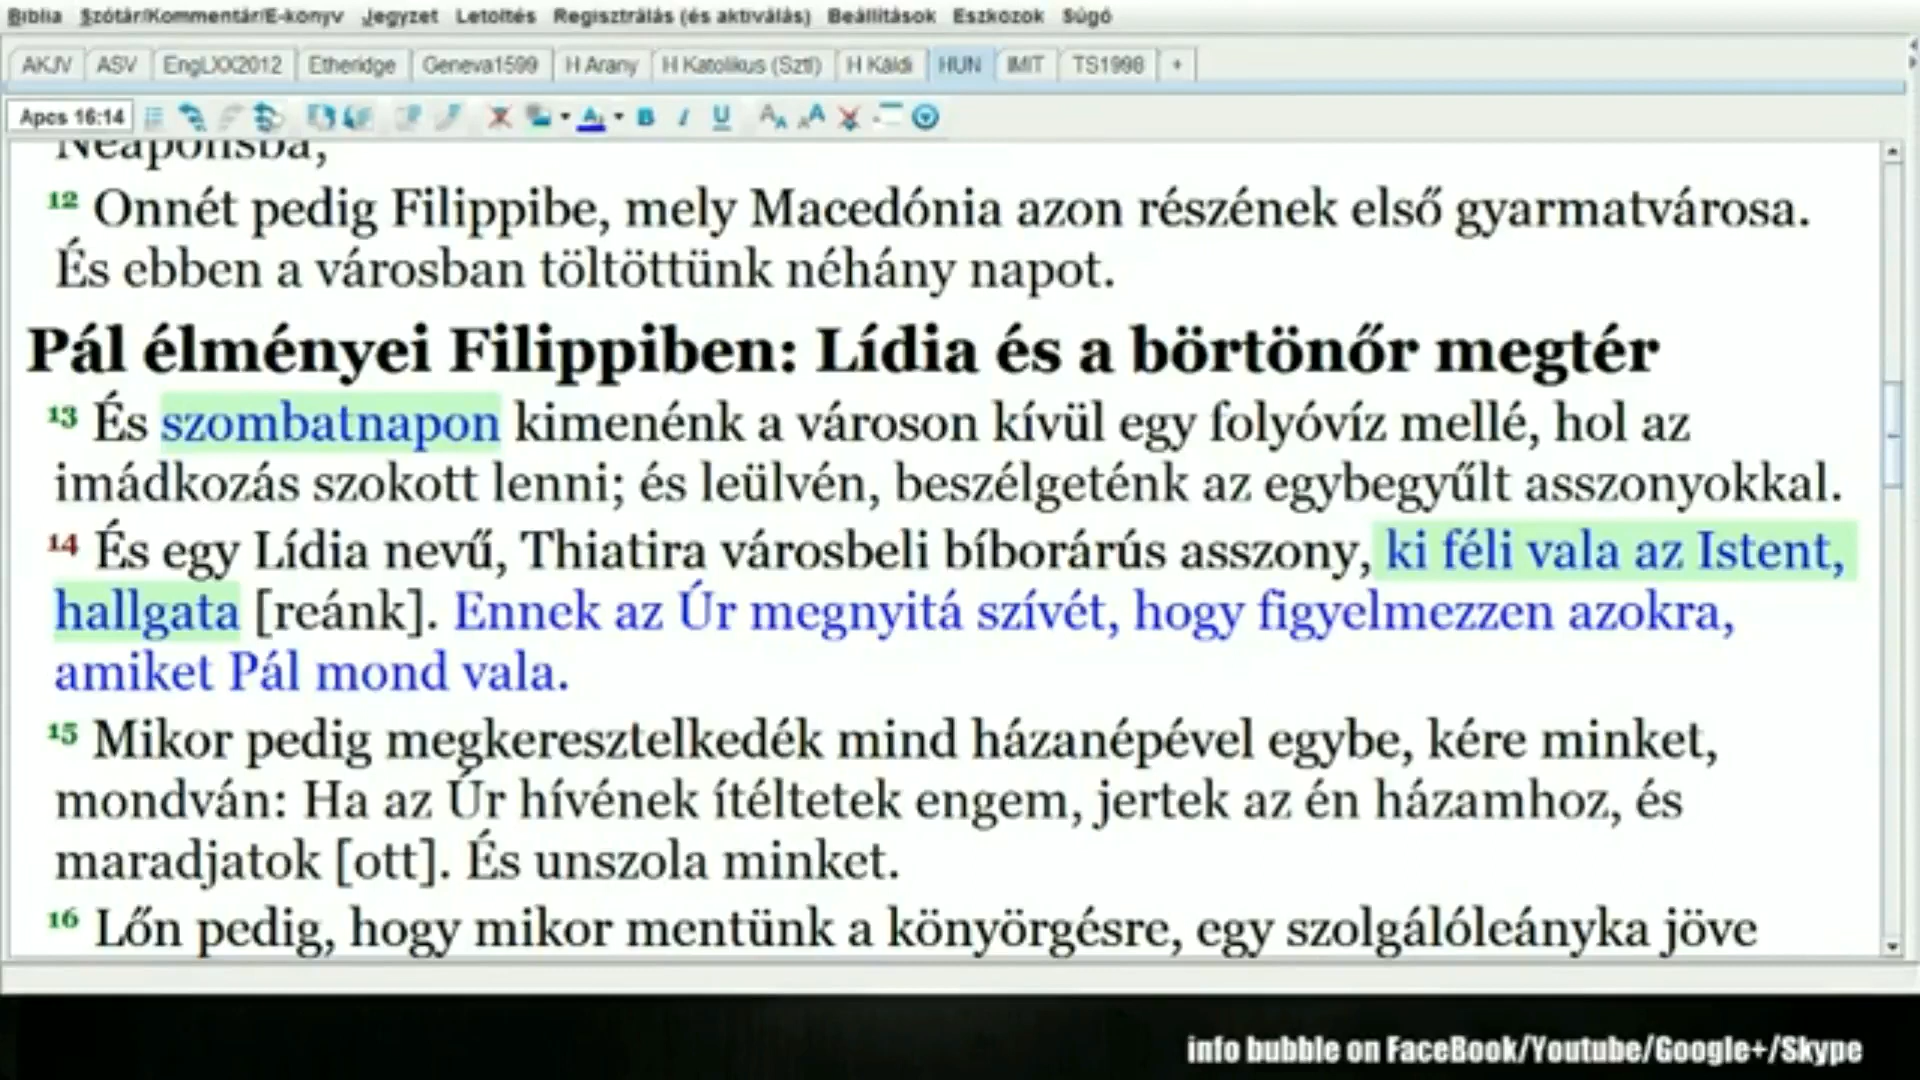 Biblia Szótár/Kommentár/E-könyv Jegyzet Letoltés Regisztrálás (és aktiválás) Beállítások Eszkozok Súgó
AKJV ASV EngLXX2012 Etheridge Geneva1599 H Arany H Katolikus (SztI) H Káldi HUN IMIT TS1998 +
Apcs 16:14
Neápolisba;
12 Onnét pedig Filippibe, mely Macedónia azon részének első gyarmatvárosa.
És ebben a városban töltöttünk néhány napot.
Pál élményei Filippiben: Lídia és a börtönőr megtér
13 És szombatnapon kimenénk a városon kívül egy folyóvíz mellé, hol az
imádkozás szokott lenni; és leülvén, beszélgeténk az egybegyűlt asszonyokkal.
14 És egy Lídia nevű, Thiatira városbeli bíborárús asszony, ki féli vala az Istent,
hallgata [reánk]. Ennek az Úr megnyitá szívét, hogy figyelmezzen azokra,
amiket Pál mond vala.
15 Mikor pedig megkeresztelkedék mind házanépével egybe, kére minket,
mondván: Ha az Úr hívének ítéltetek engem, jertek az én házamhoz, és
maradjatok [ott]. És unszola minket.
16 Lőn pedig, hogy mikor mentünk a könyörgésre, egy szolgálóleányka jöve
info bubble on FaceBook/Youtube/Google+/Skype